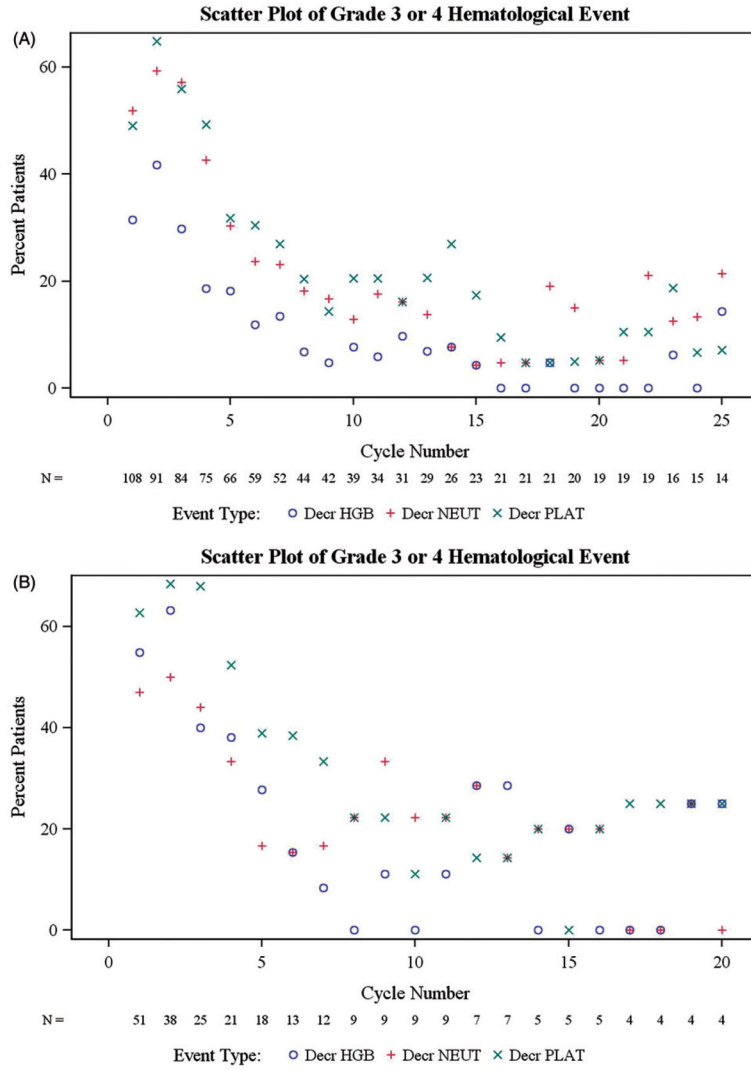 (A)
Scatter Plot of Grade 3 or 4 Hematological Event
60
40
20
0
Percent Patients
0 5 10 15 20 25
Cycle Number
N = 108 91 84 75 66 59 52 44 42 39 34 31 29 26 23 21 21 21 20 19 19 19 16 15 14
Event Type: Decr HGB Decr NEUT Decr PLAT
(B)
Scatter Plot of Grade 3 or 4 Hematological Event
60
40
20
0
Percent Patients
0 5 10 15 20
Cycle Number
N = 51 38 25 21 18 13 12 9 9 9 9 7 7 5 5 5 4 4 4 4
Event Type: Decr HGB Decr NEUT Decr PLAT